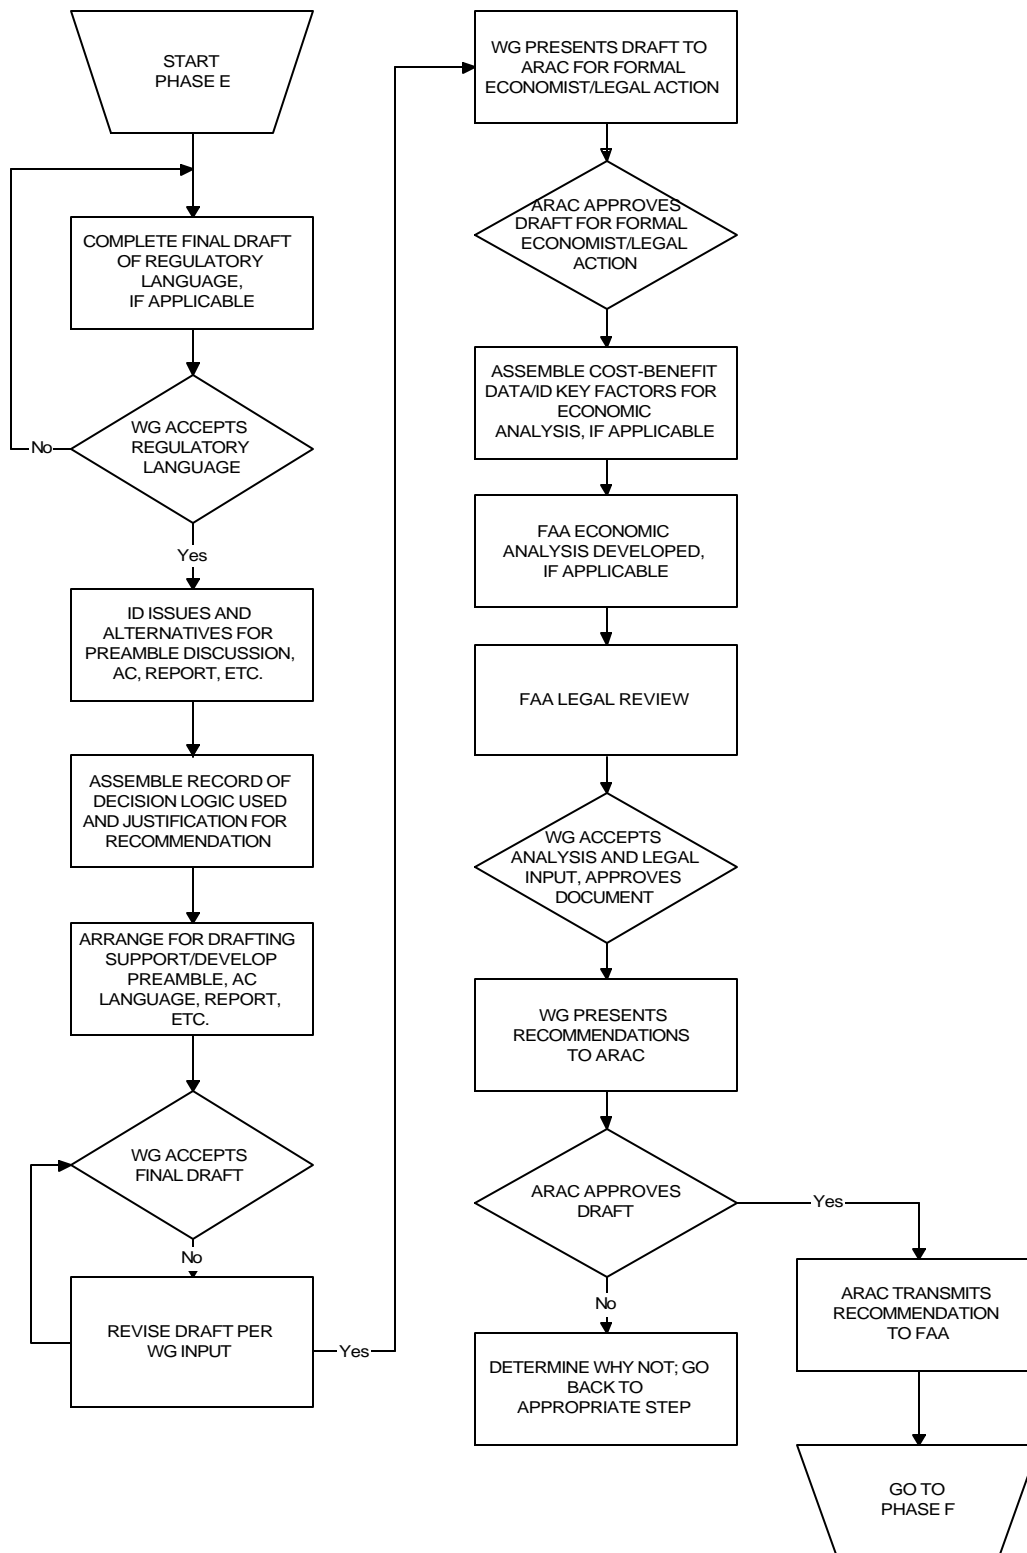 START
PHASE E
COMPLETE FINAL DRAFT
OF REGULATORY
LANGUAGE,
IF APPLICABLE
WG ACCEPTS
REGULATORY
LANGUAGE
No
Yes
ID ISSUES AND
ALTERNATIVES FOR
PREAMBLE DISCUSSION,
AC, REPORT, ETC.
ASSEMBLE RECORD OF
DECISION LOGIC USED
AND JUSTIFICATION FOR
RECOMMENDATION
ARRANGE FOR DRAFTING
SUPPORT/DEVELOP
PREAMBLE, AC
LANGUAGE, REPORT,
ETC.
WG ACCEPTS
FINAL DRAFT
No
REVISE DRAFT PER
WG INPUT
Yes
WG PRESENTS DRAFT TO
ARAC FOR FORMAL
ECONOMIST/LEGAL ACTION
ARAC APPROVES
DRAFT FOR FORMAL
ECONOMIST/LEGAL
ACTION
ASSEMBLE COST-BENEFIT
DATA/ID KEY FACTORS FOR
ECONOMIC
ANALYSIS, IF APPLICABLE
FAA ECONOMIC
ANALYSIS DEVELOPED,
IF APPLICABLE
FAA LEGAL REVIEW
WG ACCEPTS
ANALYSIS AND LEGAL
INPUT, APPROVES
DOCUMENT
WG PRESENTS
RECOMMENDATIONS
TO ARAC
ARAC APPROVES
DRAFT
Yes
No
DETERMINE WHY NOT; GO
BACK TO
APPROPRIATE STEP
ARAC TRANSMITS
RECOMMENDATION
TO FAA
GO TO
PHASE F